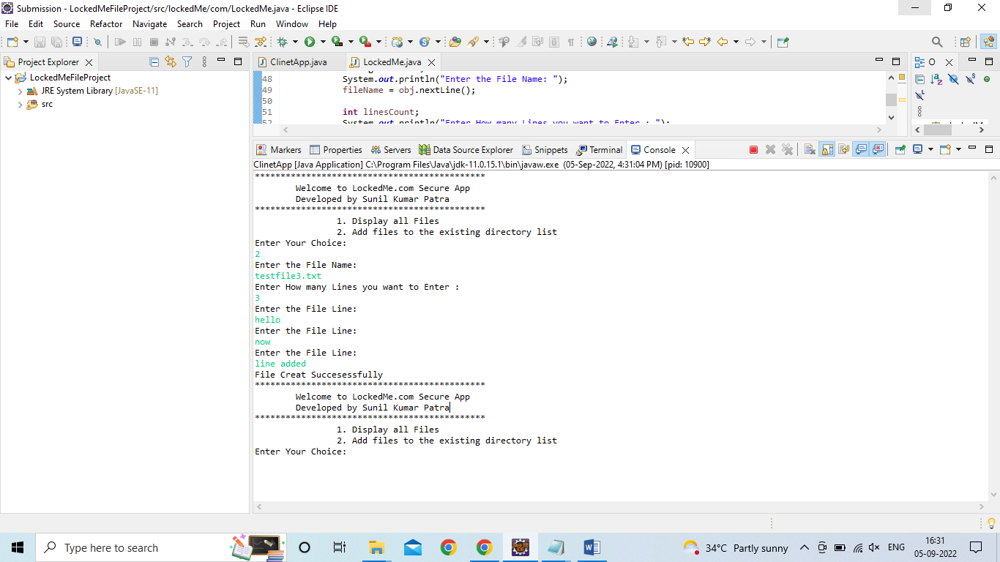 Submission - LockedMeFileProject/src/lockedMe/com/LockedMe.java - Eclipse IDE
File Edit Source Refactor Navigate Search Project Run Window Help
Project Explorer
LockedMeFileProject
JRE System Library [JavaSE-11]
src
ClinetApp.java
LockedMe.java
48 System.out.println("Enter the File Name: ");
49 fileName = obj.nextLine();
50
51 int linesCount;
52 System.out.println("Enter How many Lines you want to Enter : ");
O
Markers Properties Servers Data Source Explorer Snippets Terminal Console
ClinetApp [Java Application] C:\Program Files\Java\jdk-11.0.15.1\bin\javaw.exe (05-Sep-2022, 4:31:04 PM) [pid: 10900]
*********************************************
Welcome to LockedMe.com Secure App
Developed by Sunil Kumar Patra
*********************************************
1. Display all Files
2. Add files to the existing directory list
Enter Your Choice:
2
Enter the File Name:
testfile3.txt
Enter How many Lines you want to Enter :
3
Enter the File Line:
hello
Enter the File Line:
now
Enter the File Line:
line added
File Creat Succesessfully
*********************************************
Welcome to LockedMe.com Secure App
Developed by Sunil Kumar Patra
*********************************************
1. Display all Files
2. Add files to the existing directory list
Enter Your Choice:
Type here to search
34°C Partly sunny
ENG
16:31
05-09-2022